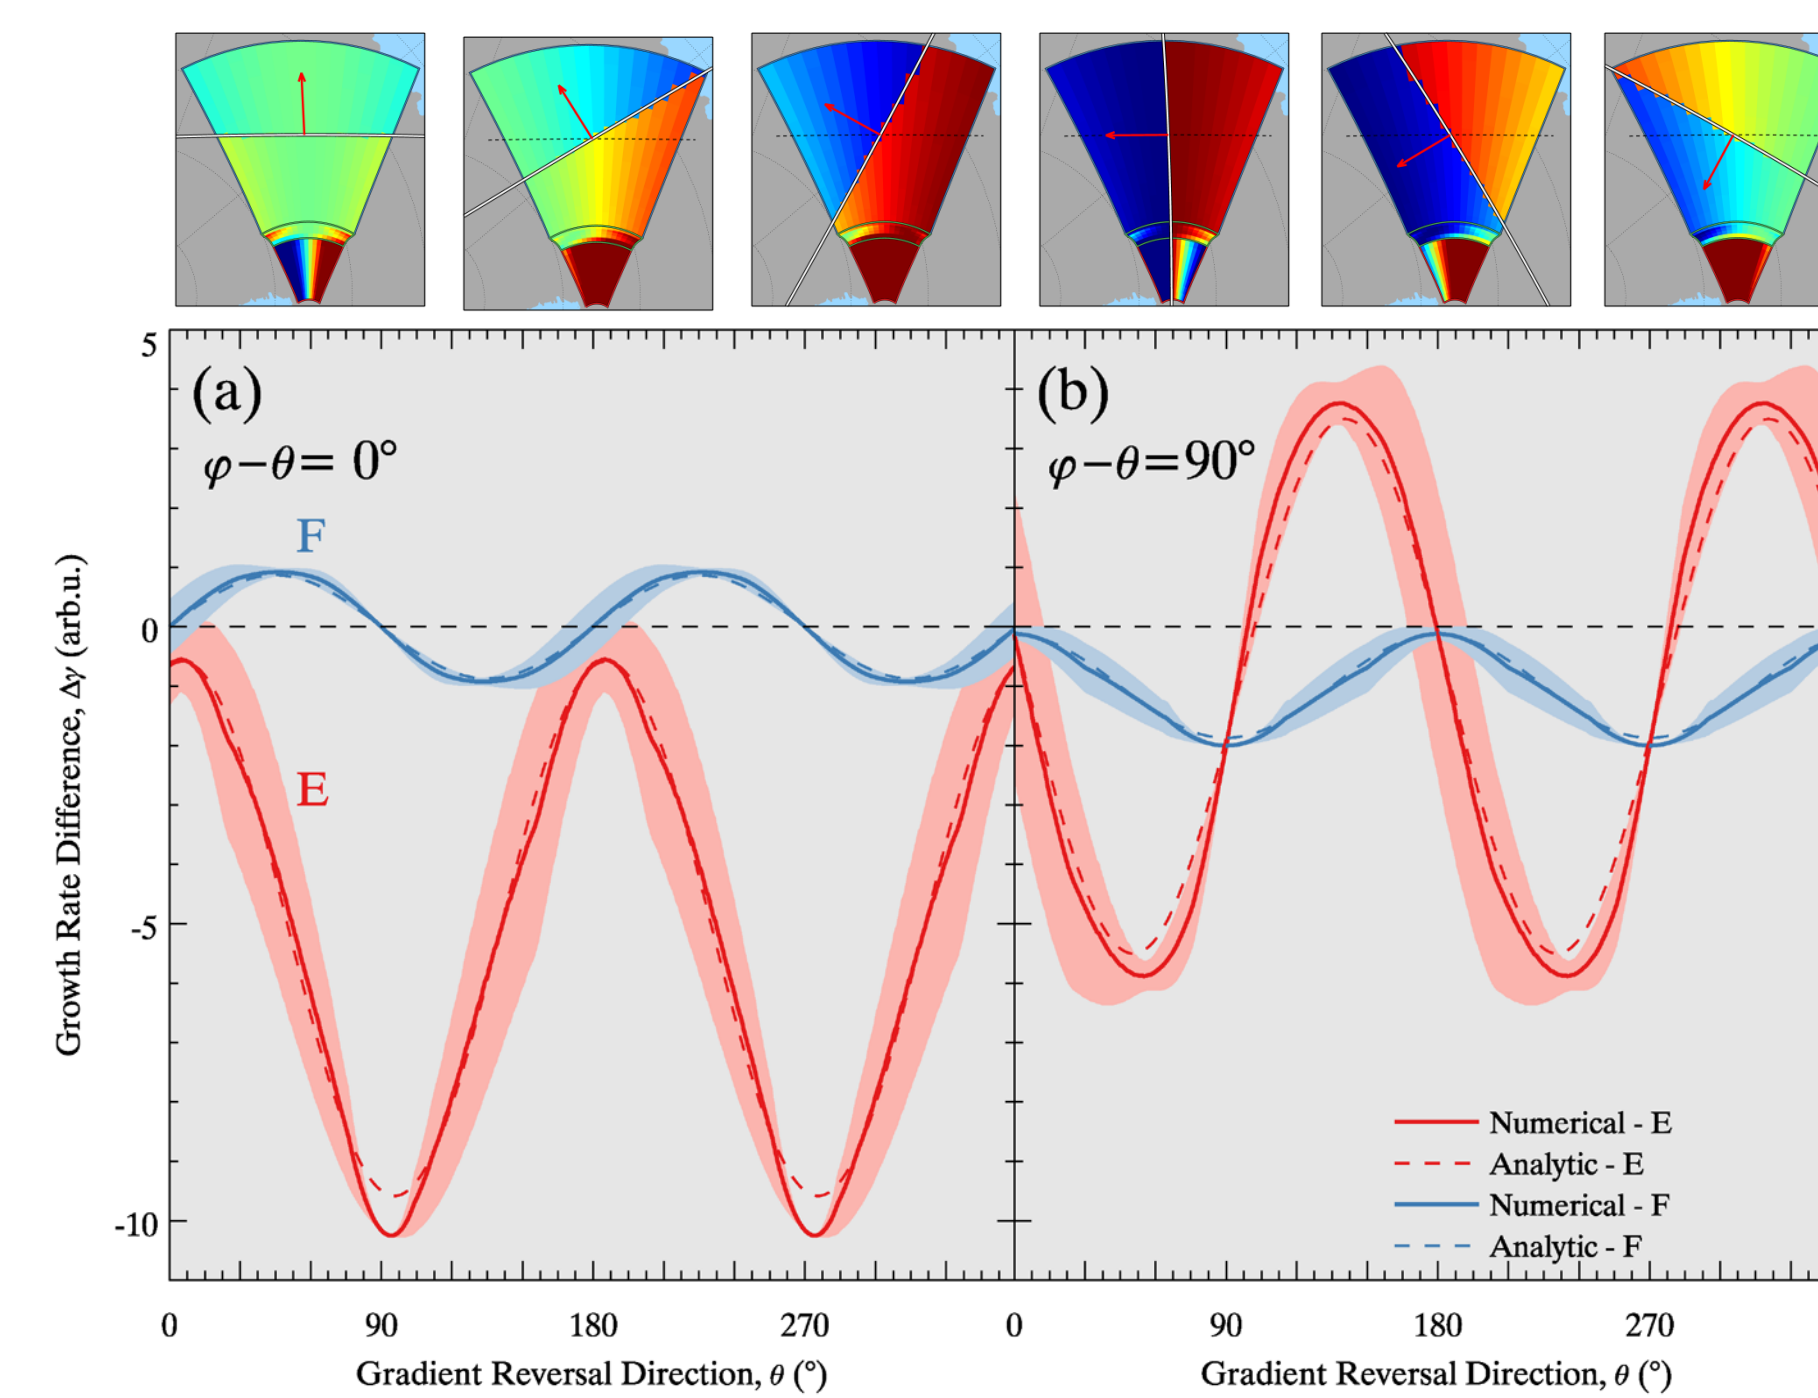 5
0
-5
-10
Growth Rate Difference, Δγ (arb.u.)
(a)
φ−θ= 0°
F
E
(b)
φ−θ=90°
Numerical - E
Analytic - E
Numerical - F
Analytic - F
0 90 180 270 0 90 180 270
Gradient Reversal Direction, θ (°) Gradient Reversal Direction, θ (°)